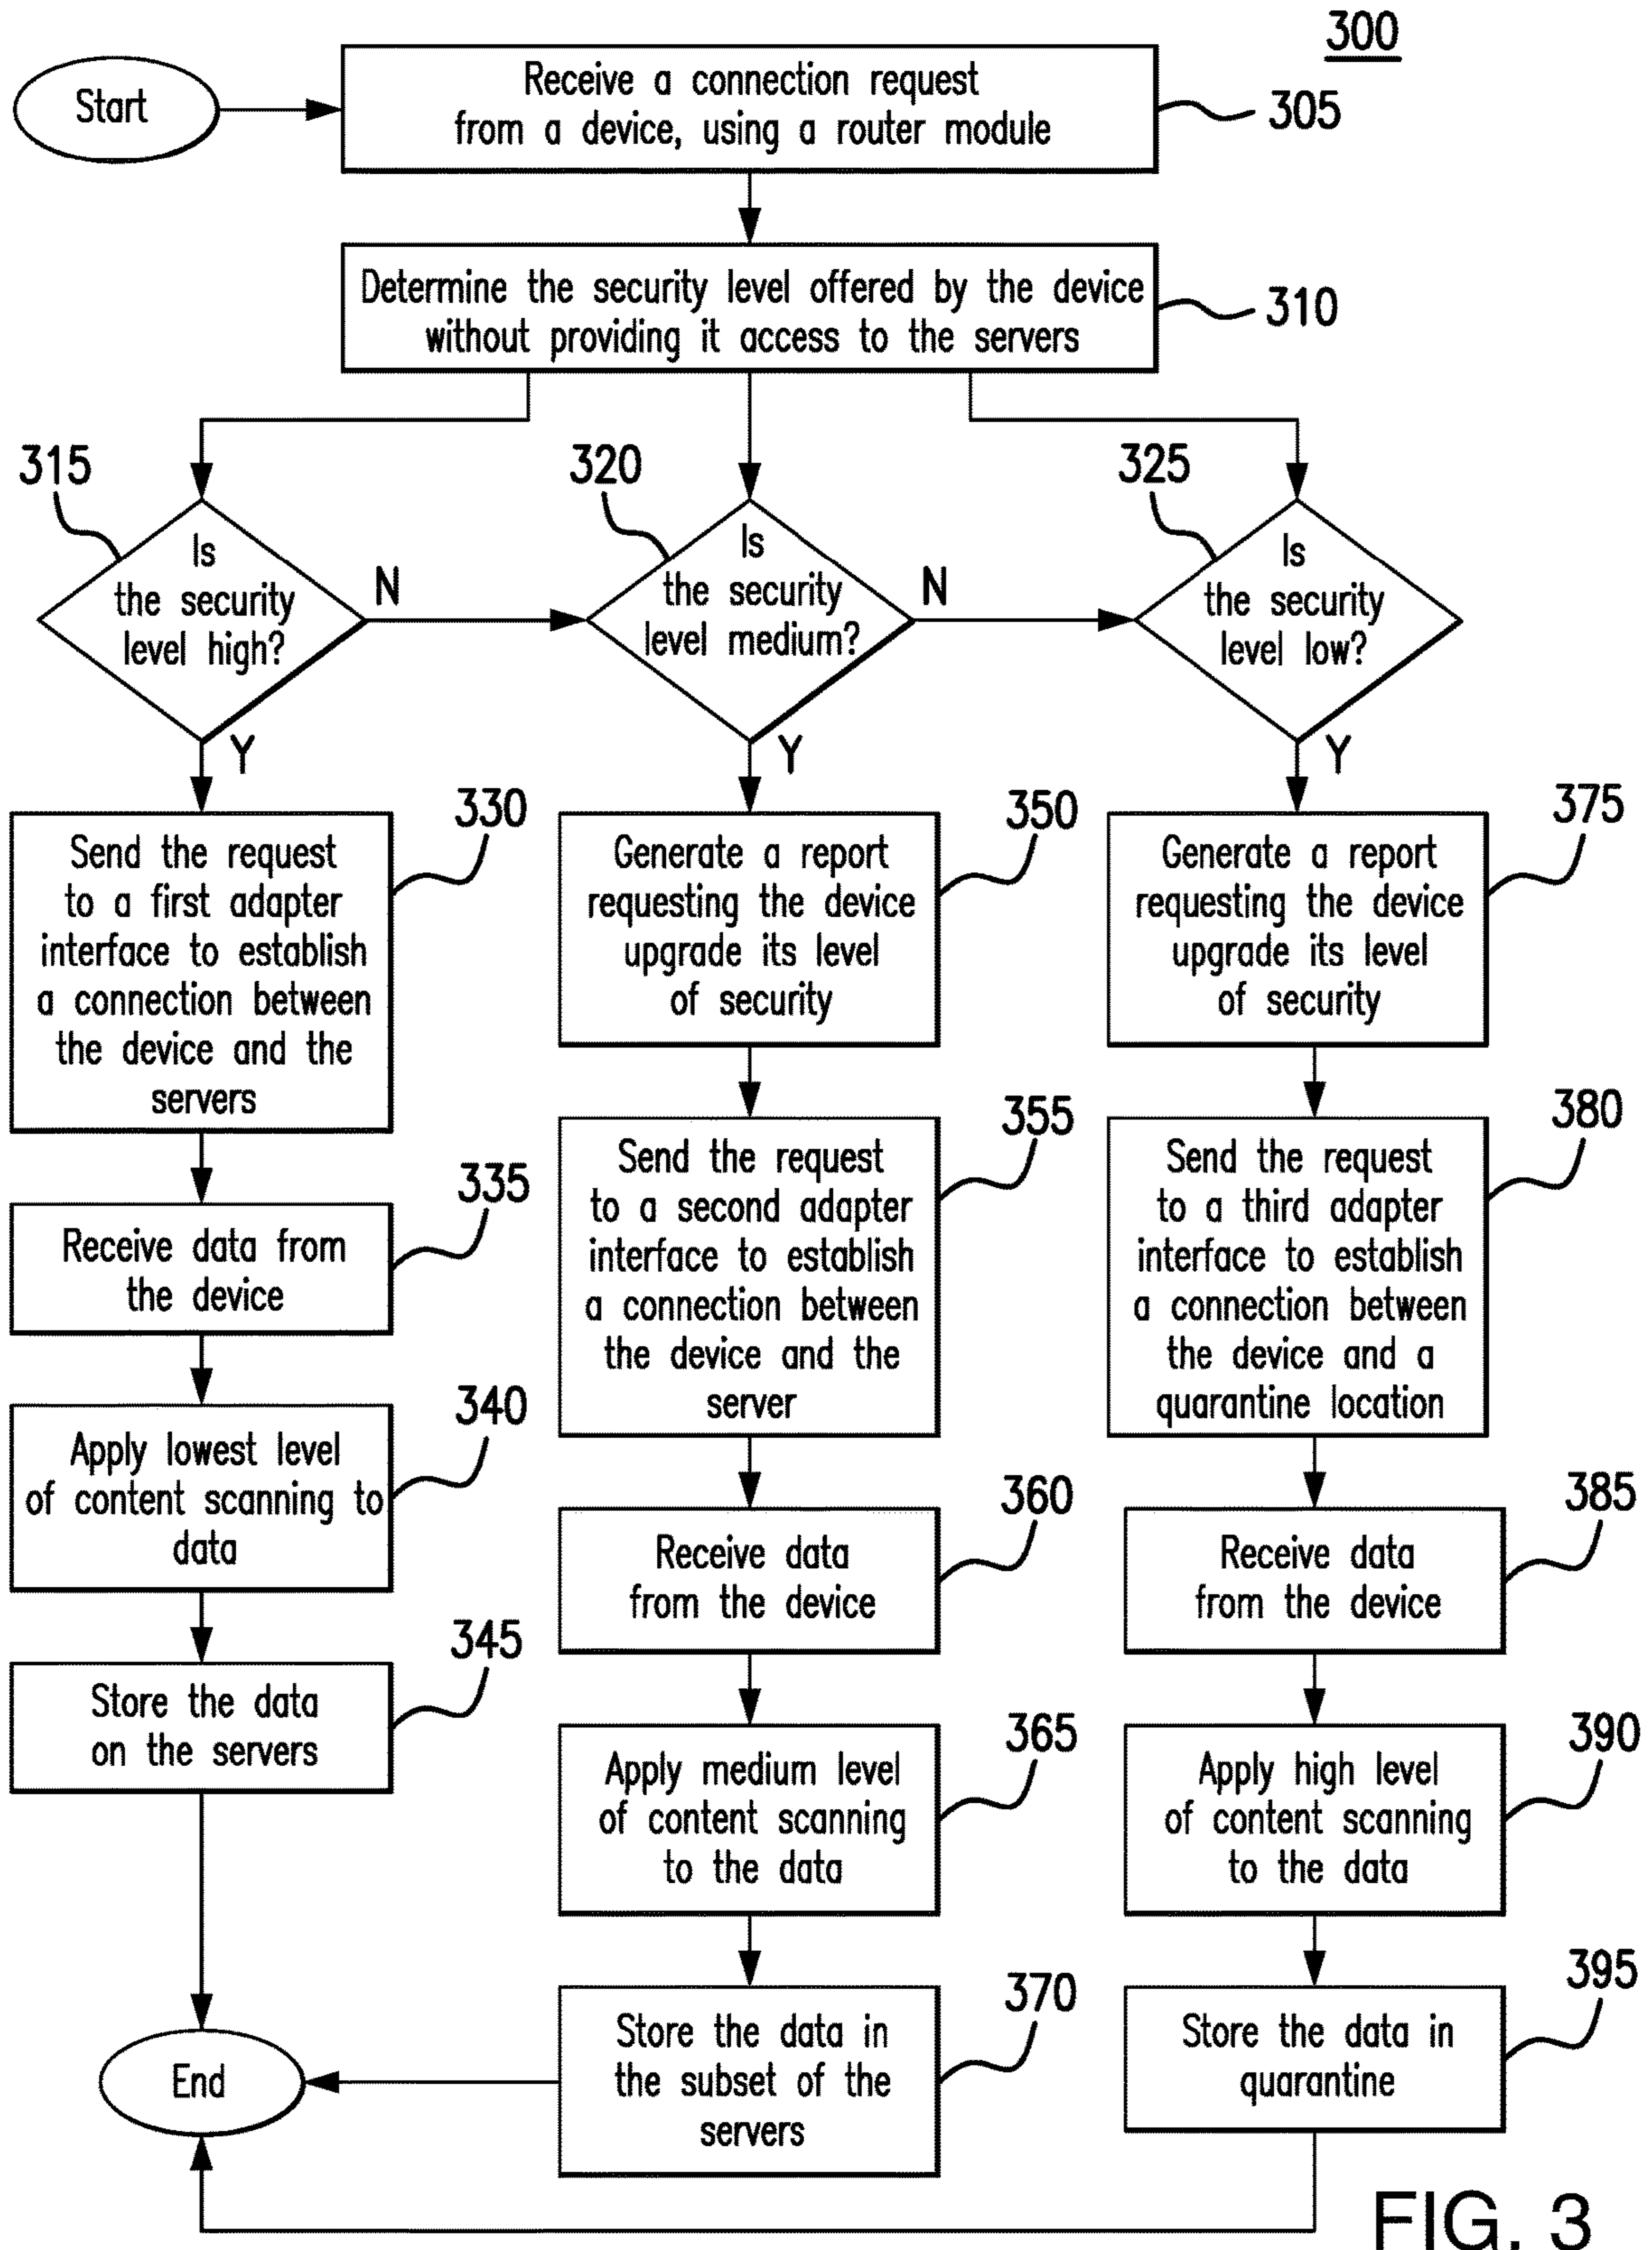 300
Start
Receive a connection request
from a device, using a router module
305
Determine the security level offered by the device
without providing it access to the servers
310
315
Is
the security
level high?
N
Y
320
Is
the security
level medium?
N
Y
325
Is
the security
level low?
Y
330
Send the request
to a first adapter
interface to establish
a connection between
the device and the
servers
335
Receive data from
the device
340
Apply lowest level
of content scanning to
data
345
Store the data
on the servers
End
350
Generate a report
requesting the device
upgrade its level
of security
355
Send the request
to a second adapter
interface to establish
a connection between
the device and the
server
360
Receive data
from the device
365
Apply medium level
of content scanning
to the data
370
Store the data in
the subset of the
servers
375
Generate a report
requesting the device
upgrade its level
of security
380
Send the request
to a third adapter
interface to establish
a connection between
the device and a
quarantine location
385
Receive data
from the device
390
Apply high level
of content scanning
to the data
395
Store the data in
quarantine
FIG. 3